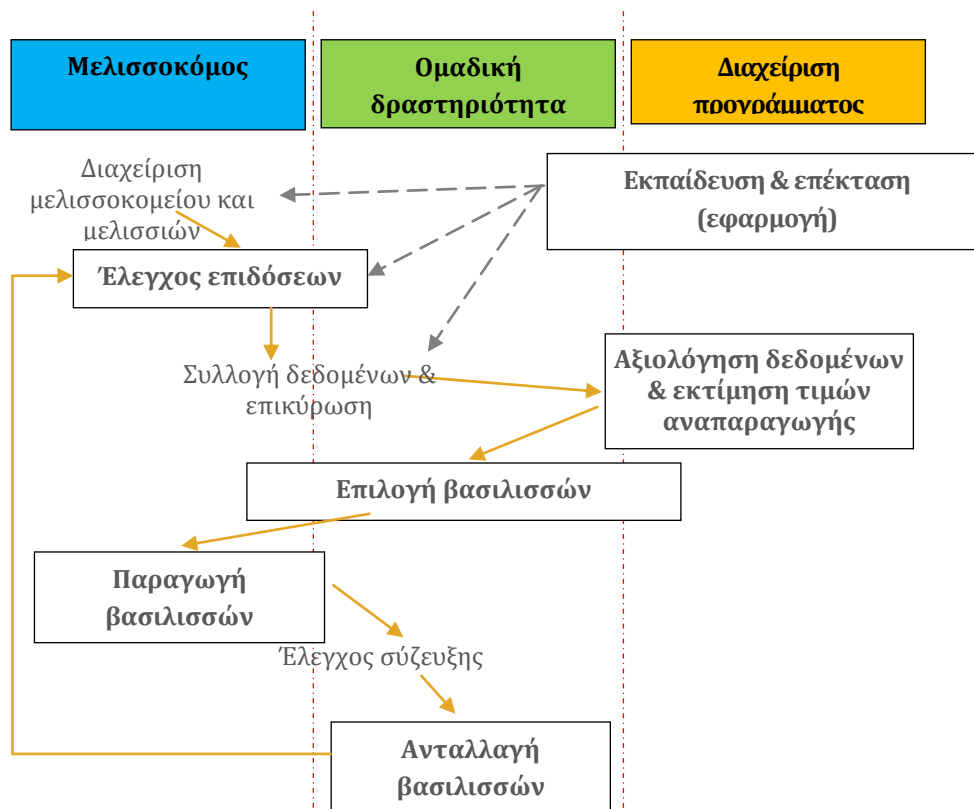 Μελισσοκόμος
Ομαδική
δραστηριότητα
Διαχείριση
προγράμματος
Διαχείριση
μελισσοκομείου και
μελισσιών
Εκπαίδευση & επέκταση
(εφαρμογή)
Έλεγχος επιδόσεων
Συλλογή δεδομένων &
επικύρωση
Αξιολόγηση δεδομένων
& εκτίμηση τιμών
αναπαραγωγής
Επιλογή βασιλισσών
Παραγωγή
βασιλισσών
Έλεγχος σύζευξης
Ανταλλαγή
βασιλισσών